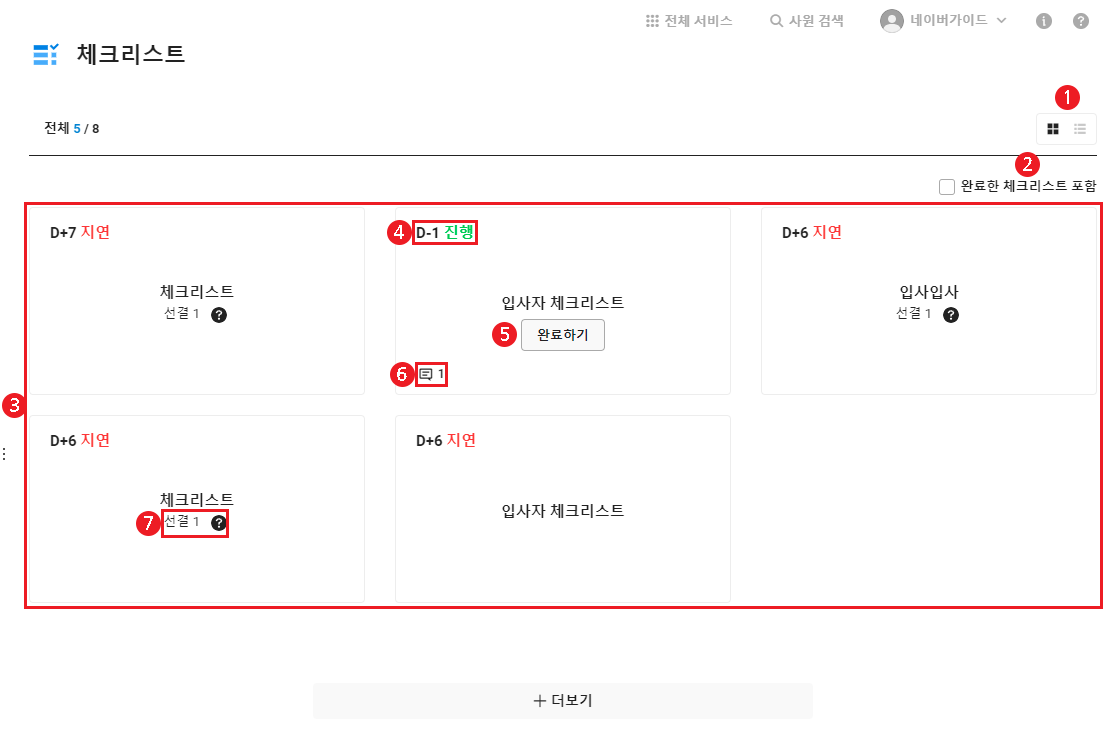 전체 서비스 사원 검색 네이버가이드
체크리스트
1
전체 5 / 8
2
완료한 체크리스트 포함
D+7 지연
4 D-1 진행
D+6 지연
체크리스트
선결 1 ?
입사자 체크리스트
5 완료하기
입사입사
선결 1 ?
6 1
3
D+6 지연
D+6 지연
체크리스트
7 선결 1 ?
입사자 체크리스트
+ 더보기